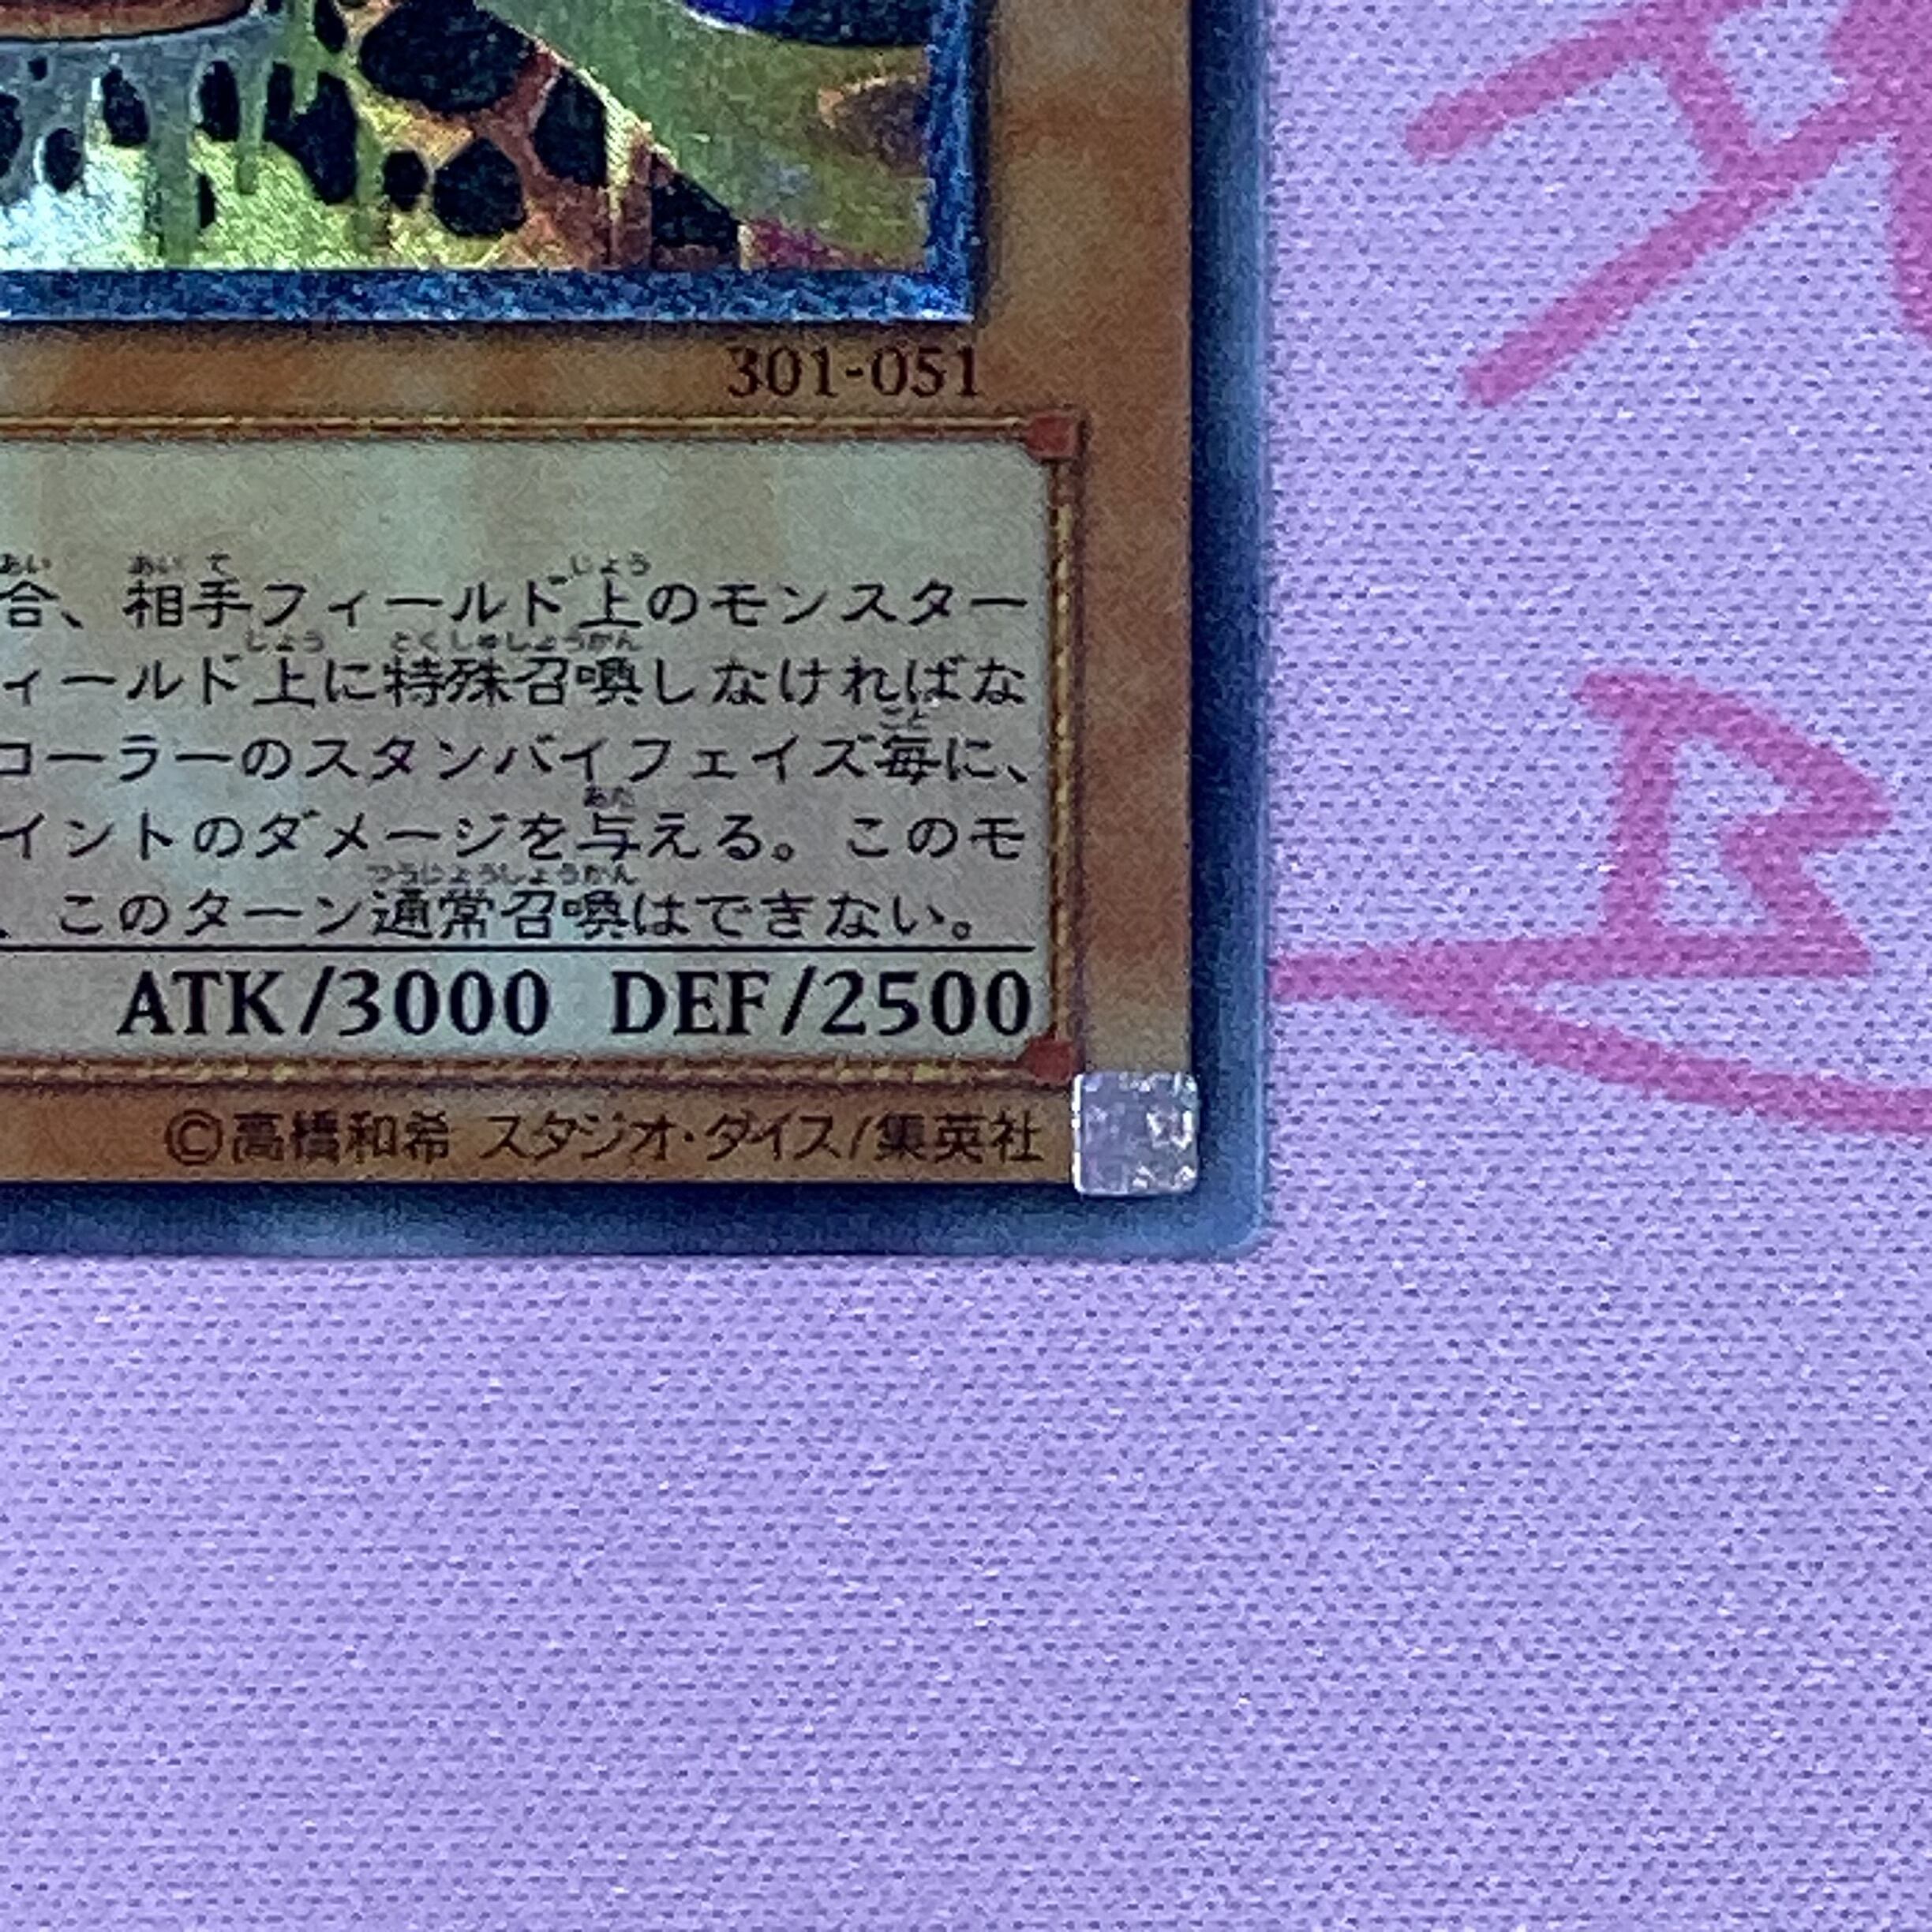 301-051
合、相手フィールド上のモンスター
ィールド上に特殊召喚しなければな
コーラーのスタンバイフェイズ毎に、
イントのダメージを与える。このモ
、このターン通常召喚はできない。
ATK/3000 DEF/2500
©高橋和希 スタジオ・ダイス/集英社